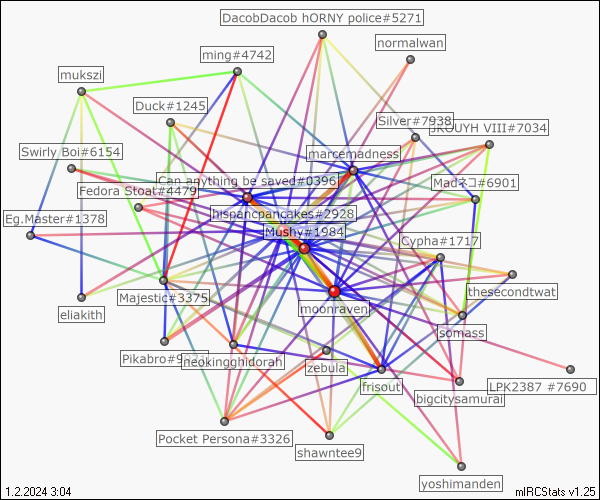 DacobDacob hORNY police#5271
normalwan
ming#4742
mukszi
Duck#1245
Silver#7938
JKOUYH VIII#7034
Swirly Boi#6154
marcemadness
Can anything be saved#0396
Madネコ#6901
Fedora Stoat#4479
hispancpancakes#2928
Eg.Master#1378
Mushy#1984
Cypha#1717
Majestic#3375
thesecondtwat
eliakith
moonraven
somass
Pikabro#9
neokingghdorah
zebula
frisout
LPK2387 #7690
bigcitysamurai
Pocket Persona#3326
shawntee9
yoshimanden
1.2.2024 3:04
mIRCStats v1.25